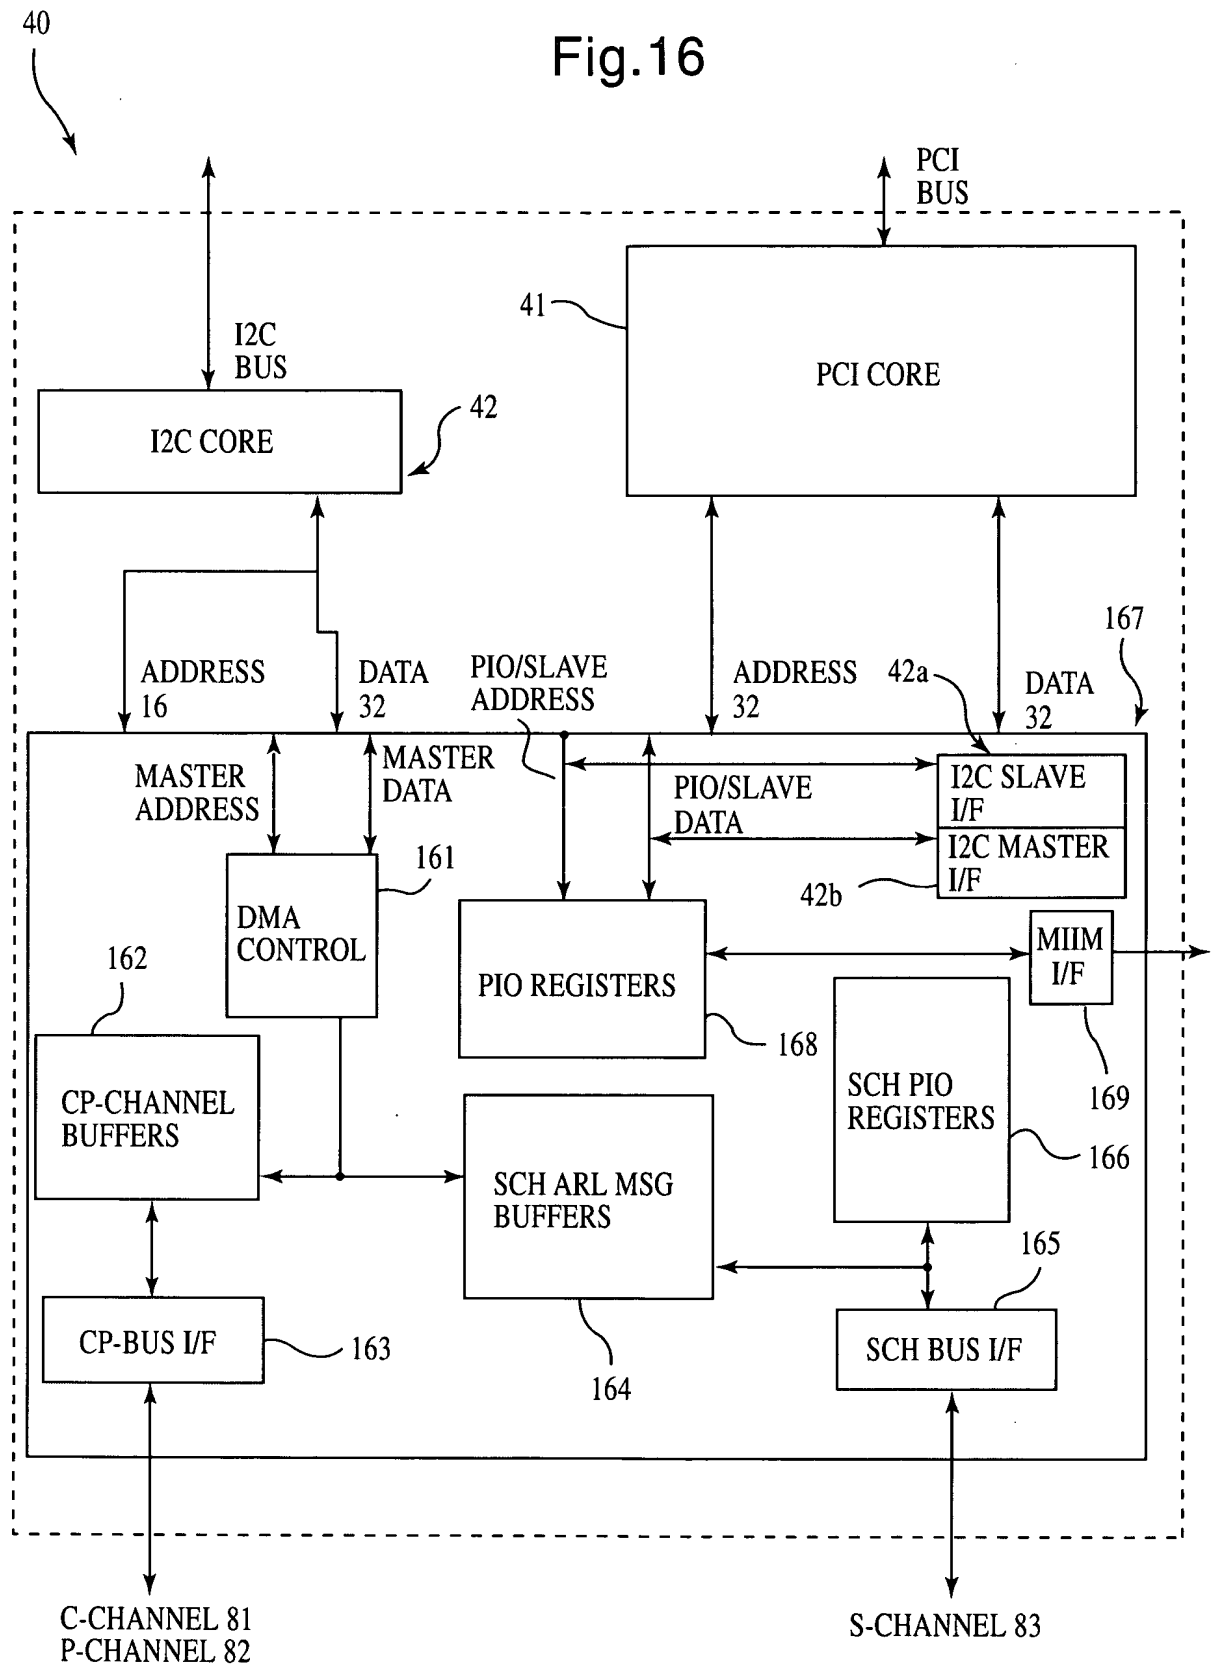 40
Fig.16
PCI
BUS
41
I2C
BUS
PCI CORE
42
I2C CORE
167
ADDRESS
16
DATA
32
PIO/SLAVE
ADDRESS
ADDRESS
32
42a
DATA
32
MASTER
ADDRESS
MASTER
DATA
PIO/SLAVE
DATA
I2C SLAVE
I/F
I2C MASTER
I/F
42b
161
DMA
CONTROL
162
PIO REGISTERS
MIIM
I/F
168
169
CP-CHANNEL
BUFFERS
SCH PIO
REGISTERS
166
SCH ARL MSG
BUFFERS
165
CP-BUS I/F
163
164
SCH BUS I/F
C-CHANNEL 81
P-CHANNEL 82
S-CHANNEL 83